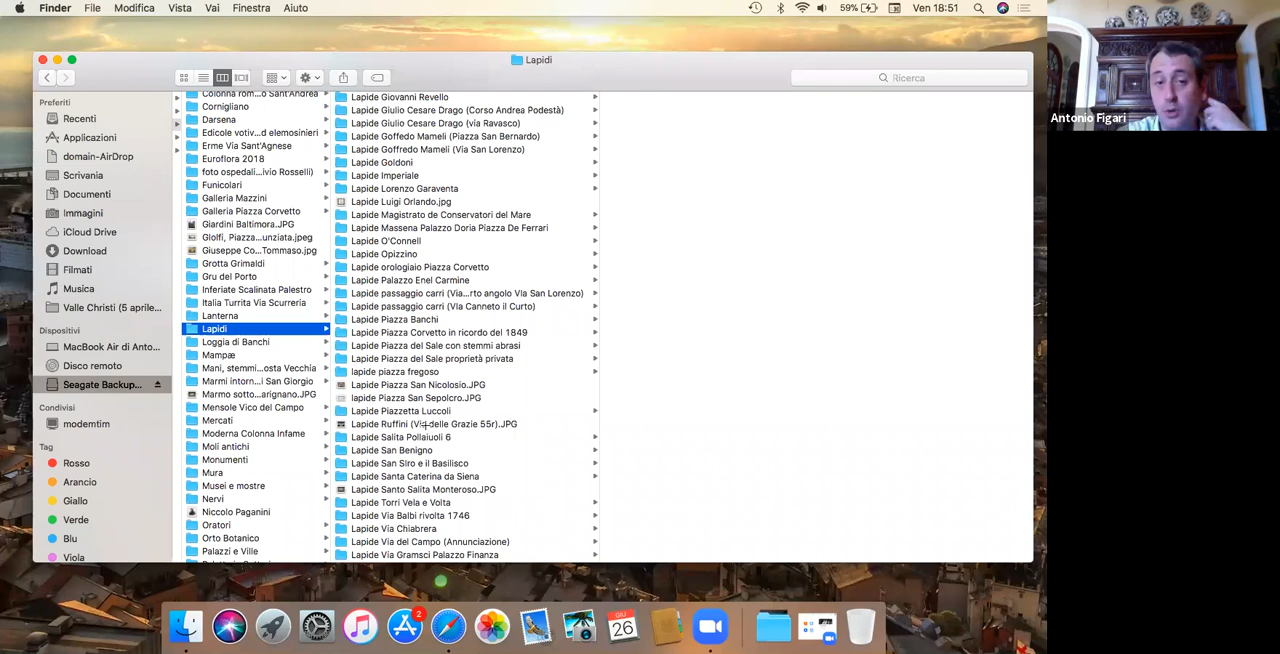 Finder File Modifica Vista Vai Finestra Aiuto 59% Ven 18:51
Lapidi
Ricerca
Antonio Figari
Preferiti
Recenti
Applicazioni
domain-AirDrop
Scrivania
Documenti
Immagini
iCloud Drive
Download
Filmati
Musica
Valle Christi (5 aprile...
Dispositivi
MacBook Air di Anto...
Disco remoto
Seagate Backup...
Condivisi
modemtim
Tag
Rosso
Arancio
Giallo
Verde
Blu
Viola
Colonna rom...o Sant'Andrea
Cornigliano
Darsena
Edicole votiv...d elemosinieri
Erme Via Sant'Agnese
Euroflora 2018
foto ospedali...ivio Rosselli)
Funicolari
Galleria Mazzini
Galleria Piazza Corvetto
Giardini Baltimora.JPG
Giolfi, Piazza...unziata.jpeg
Giuseppe Co...Tommaso.jpg
Grotta Grimaldi
Gru del Porto
Inferiate Scalinata Palestro
Italia Turrita Via Scurreria
Lanterna
Lapidi
Loggia di Banchi
Mampæ
Mani, stemmi...osta Vecchia
Marmi intorn...i San Giorgio
Marmo sotto...arignano.JPG
Mensole Vico del Campo
Mercati
Moderna Colonna Infame
Moli antichi
Monumenti
Mura
Musei e mostre
Nervi
Niccolo Paganini
Oratori
Orto Botanico
Palazzi e Ville
Lapide Giovanni Revello
Lapide Giulio Cesare Drago (Corso Andrea Podestà)
Lapide Giulio Cesare Drago (via Ravasco)
Lapide Goffedo Mameli (Piazza San Bernardo)
Lapide Goffredo Mameli (Via San Lorenzo)
Lapide Goldoni
Lapide Imperiale
Lapide Lorenzo Garaventa
Lapide Luigi Orlando.jpg
Lapide Magistrato de Conservatori del Mare
Lapide Massena Palazzo Doria Piazza De Ferrari
Lapide O'Connell
Lapide Opizzino
Lapide orologiaio Piazza Corvetto
Lapide Palazzo Enel Carmine
Lapide passaggio carri (Via...rto angolo VIa San Lorenzo)
Lapide passaggio carri (VIa Canneto il Curto)
Lapide Piazza Banchi
Lapide Piazza Corvetto in ricordo del 1849
Lapide Piazza del Sale con stemmi abrasi
Lapide Piazza del Sale proprietà privata
lapide piazza fregoso
Lapide Piazza San Nicolosio.JPG
lapide Piazza San Sepolcro.JPG
Lapide Piazzetta Luccoli
Lapide Ruffini (Via delle Grazie 55r).JPG
Lapide Salita Pollaiuoli 6
Lapide San Benigno
Lapide San SIro e il Basilisco
Lapide Santa Caterina da Siena
Lapide Santo Salita Monteroso.JPG
Lapide Torri Vela e Volta
Lapide Via Balbi rivolta 1746
Lapide Via Chiabrera
Lapide Via del Campo (Annunciazione)
Lapide Via Gramsci Palazzo Finanza
2
GIU
26